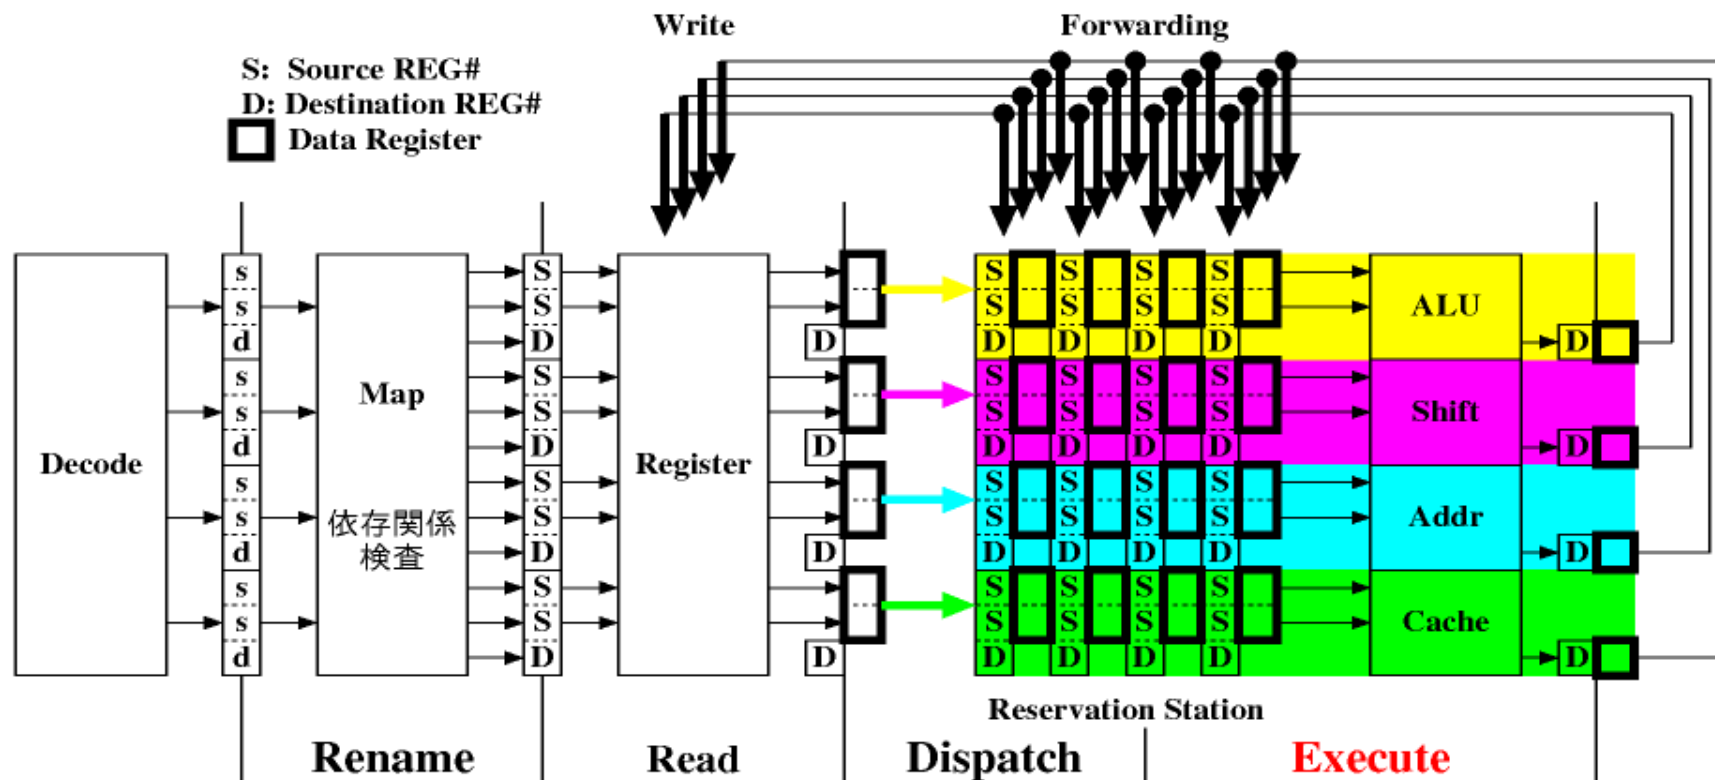 Write
Forwarding
S: Source REG#
D: Destination REG#
Data Register
Decode
s
s
d
s
s
d
s
s
d
s
s
d
Map
依存関係
検査
S
S
D
S
S
D
S
S
D
S
S
D
Register
D
D
D
D
S S S S
S S S S
D D D D
S S S S
S S S S
D D D D
S S S S
S S S S
D D D D
S S S S
S S S S
D D D D
ALU
Shift
Addr
Cache
D
D
D
D
Reservation Station
Rename
Read
Dispatch
Execute